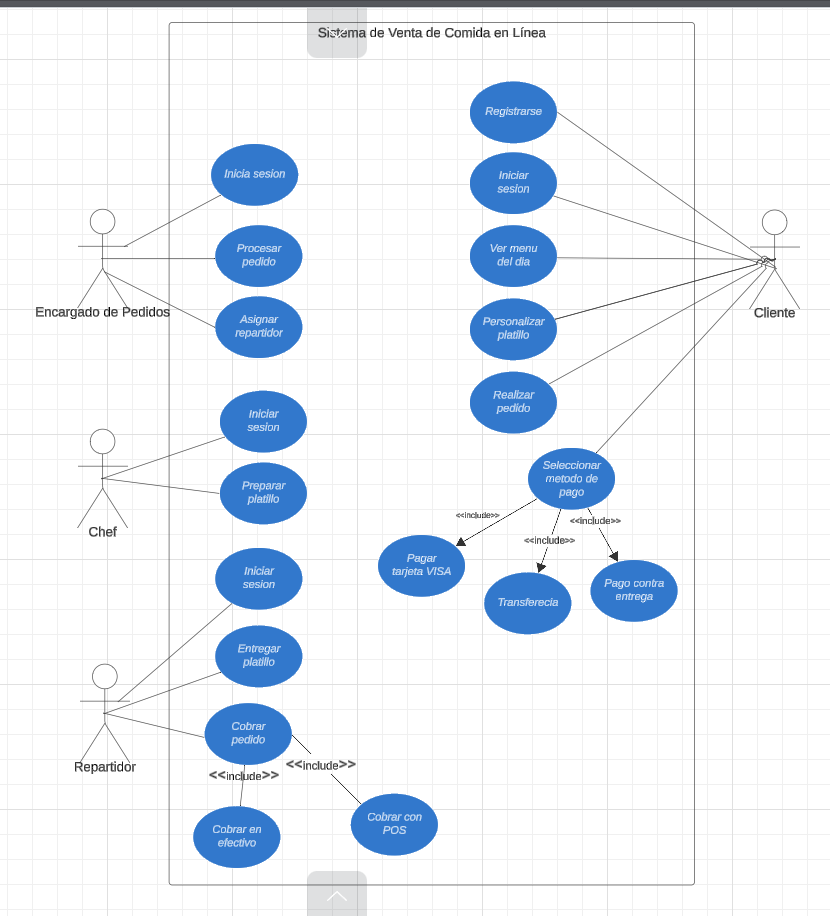 Sistema de Venta de Comida en Línea
Registrarse
Inicia sesion
Iniciar
sesion
Procesar
pedido
Ver menu
del dia
Encargado de Pedidos
Cliente
Asignar
repartidor
Personalizar
platillo
Realizar
pedido
Iniciar
sesion
Chef
Preparar
platillo
Seleccionar
metodo de
pago
<<include>>
<<include>>
<<include>>
Pagar
tarjeta VISA
Transferecia
Pago contra
entrega
Iniciar
sesion
Entregar
platillo
Repartidor
Cobrar
pedido
<<include>>
<<include>>
Cobrar en
efectivo
Cobrar con
POS